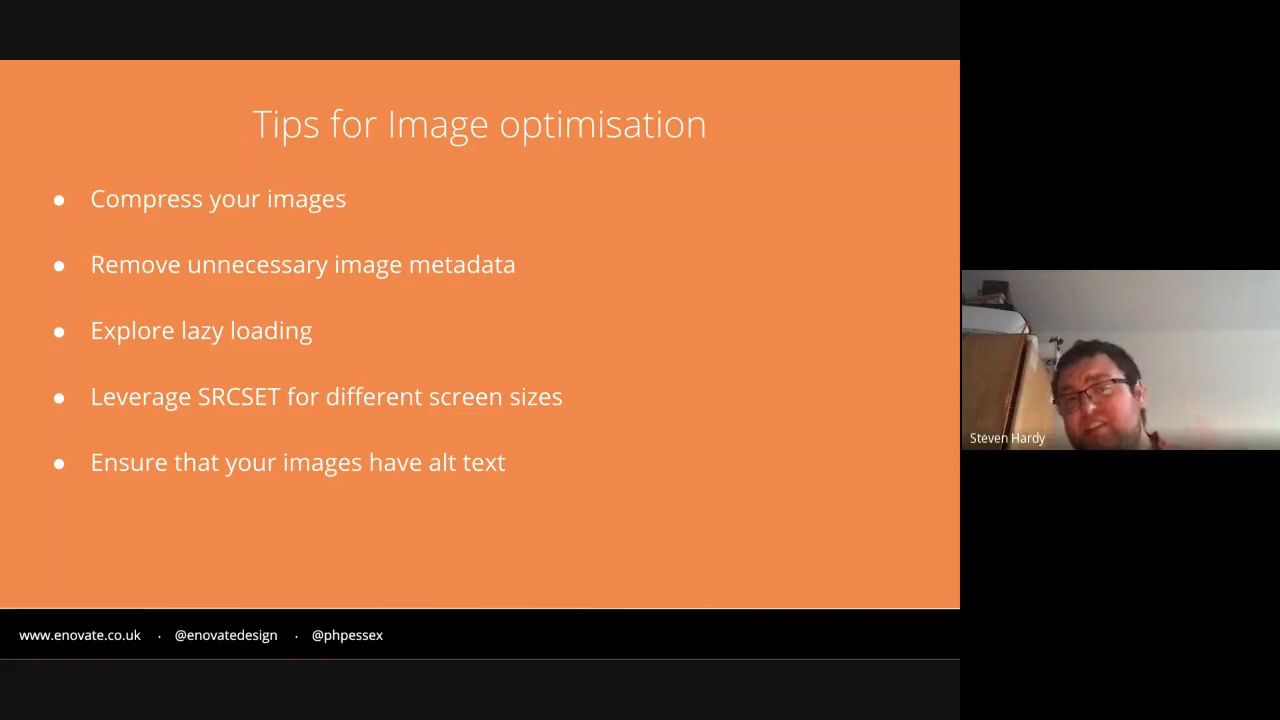 Tips for Image optimisation
● Compress your images
● Remove unnecessary image metadata
● Explore lazy loading
● Leverage SRCSET for different screen sizes
● Ensure that your images have alt text
www.enovate.co.uk · @enovatedesign · @phpessex
Steven Hardy